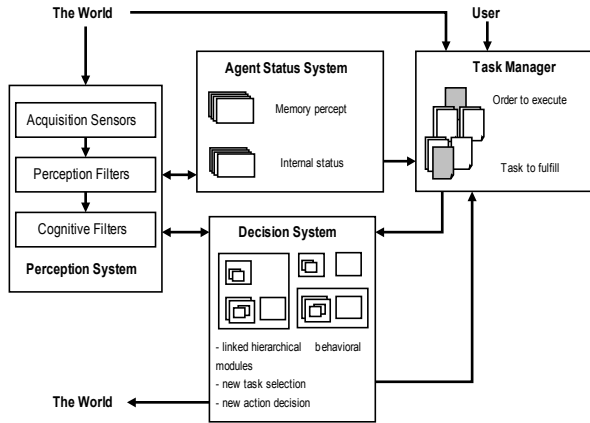 The World
User
Agent Status System
Task Manager
Memory percept
Order to execute
Acquisition Sensors
Perception Filters
Internal status
Task to fulfill
Cognitive Filters
Perception System
Decision System
- linked hierarchical behavioral
modules
- new task selection
- new action decision
The World